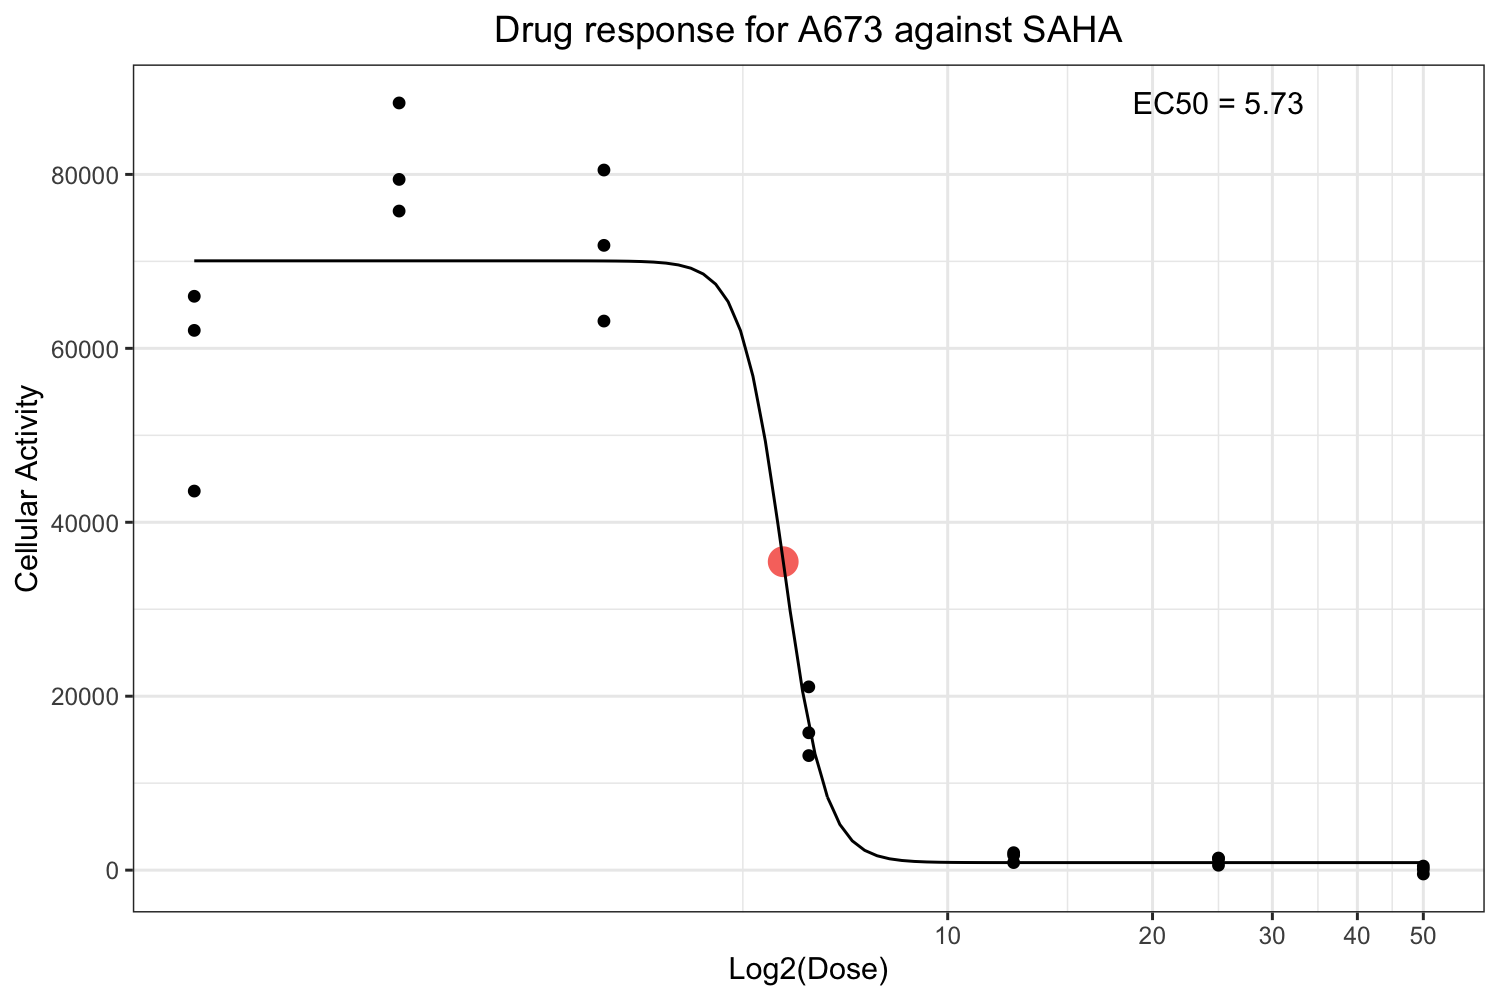 Drug response for A673 against SAHA
EC50 = 5.73
Cellular Activity
80000
60000
40000
20000
0
10 20 30 40 50
Log2(Dose)